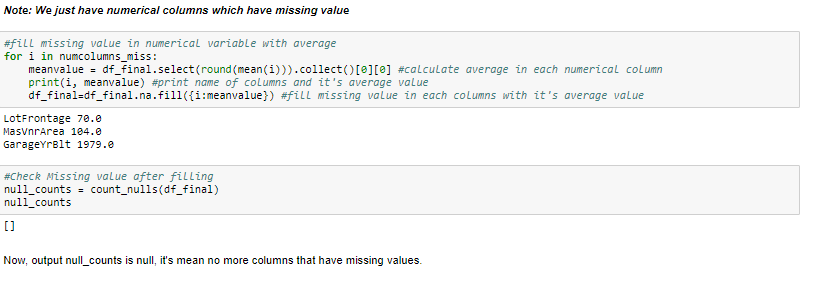 Note: We just have numerical columns which have missing value
#fill missing value in numerical variable with average
for i in numcolumns_miss:
    meanvalue = df_final.select(round(mean(i))).collect()[0][0] #calculate average in each numerical column
    print(i, meanvalue) #print name of columns and it's average value
    df_final=df_final.na.fill({i:meanvalue}) #fill missing value in each columns with it's average value
LotFrontage 70.0
MasVnrArea 104.0
GarageYrBlt 1979.0
#Check Missing value after filling
null_counts = count_nulls(df_final)
null_counts
[]
Now, output null_counts is null, it's mean no more columns that have missing values.